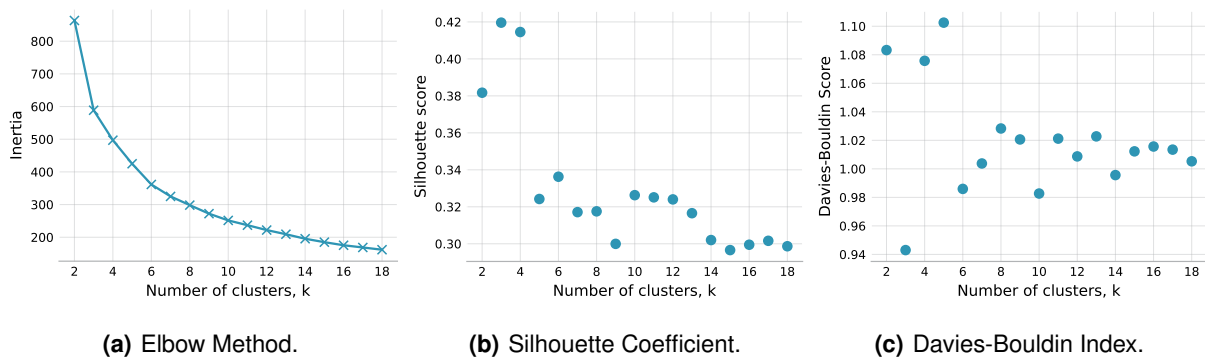 Inertia
800
700
600
500
400
300
200
2 4 6 8 10 12 14 16 18
Number of clusters, k
(a) Elbow Method.
Silhouette score
0.42
0.40
0.38
0.36
0.34
0.32
0.30
2 4 6 8 10 12 14 16 18
Number of clusters, k
(b) Silhouette Coefficient.
Davies-Bouldin Score
1.10
1.08
1.06
1.04
1.02
1.00
0.98
0.96
0.94
2 4 6 8 10 12 14 16 18
Number of clusters, k
(c) Davies-Bouldin Index.